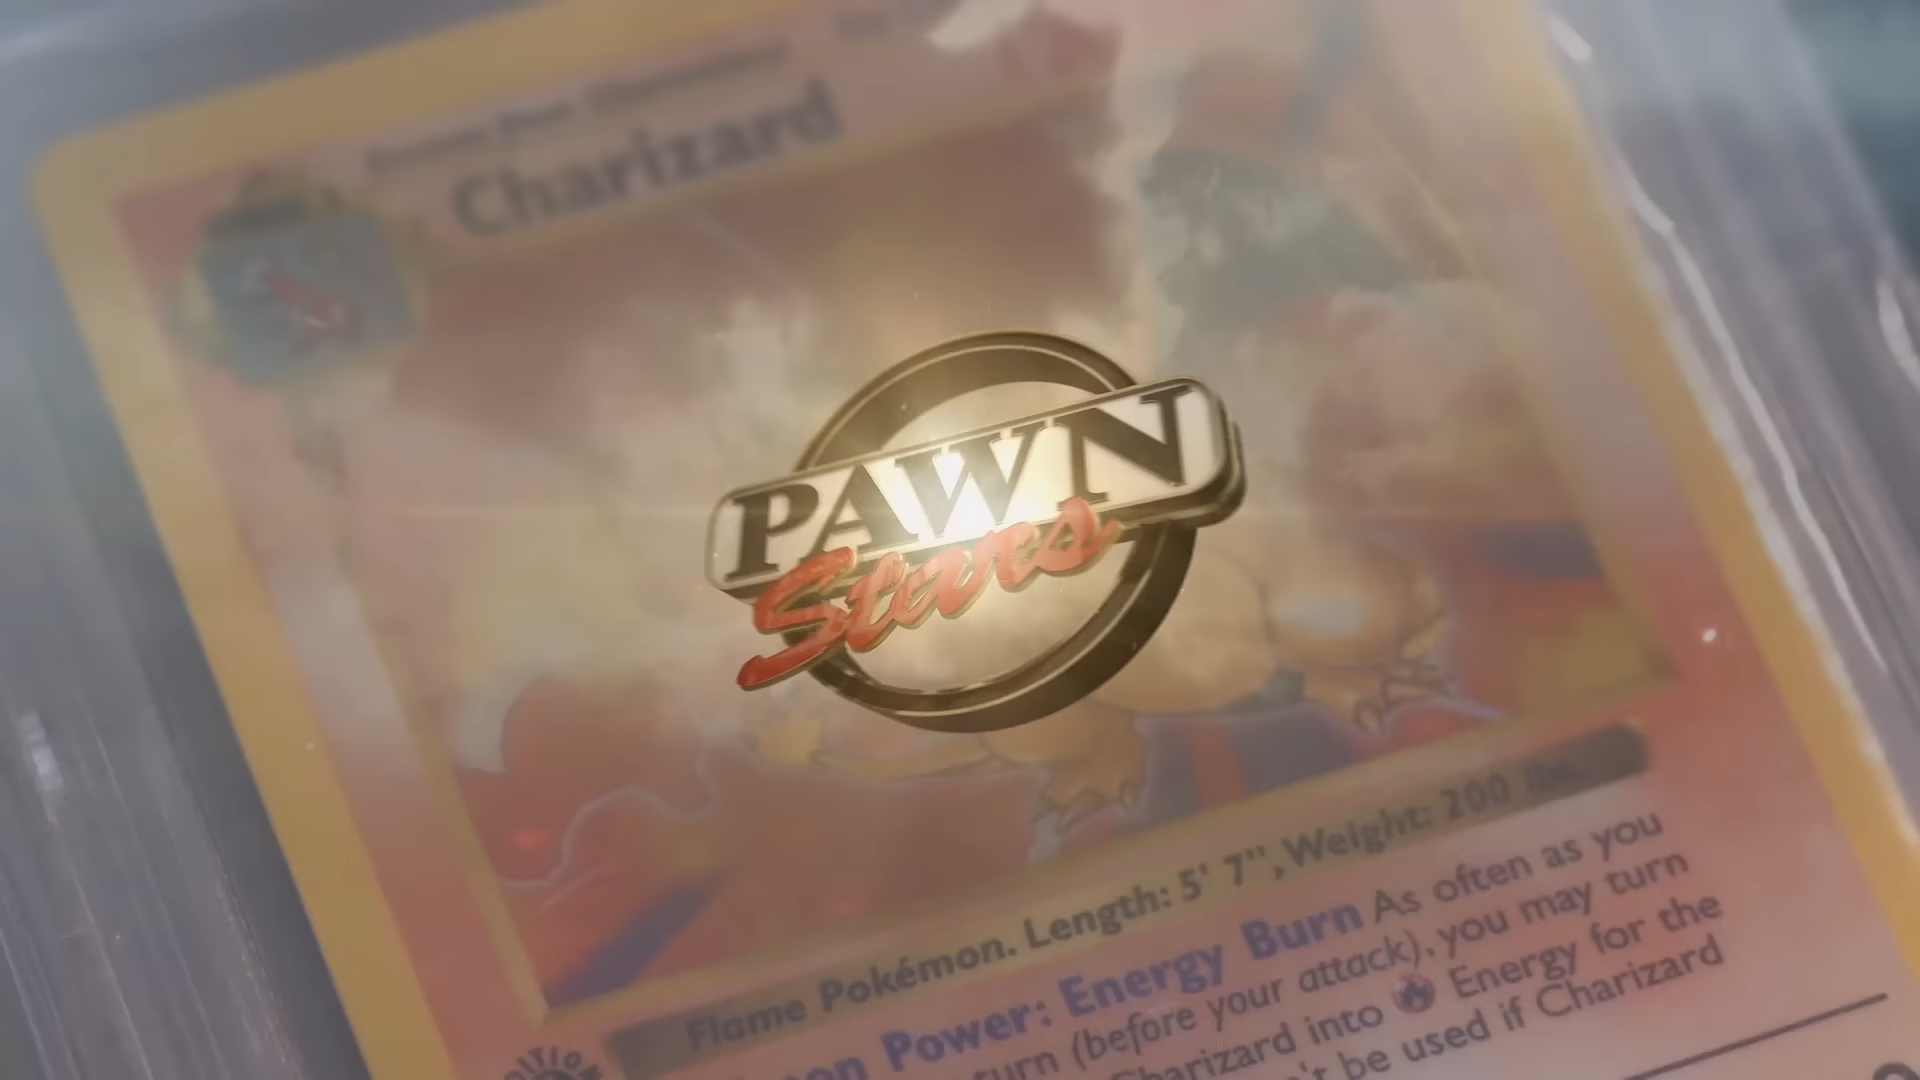 Charizard
PAWN
Stars
Flame Pokémon. Length: 5' 7", Weight: 200 lbs.
Power: Energy Burn As often as you
turn (before your attack), you may turn
Charizard into Energy for the
be used if Charizard